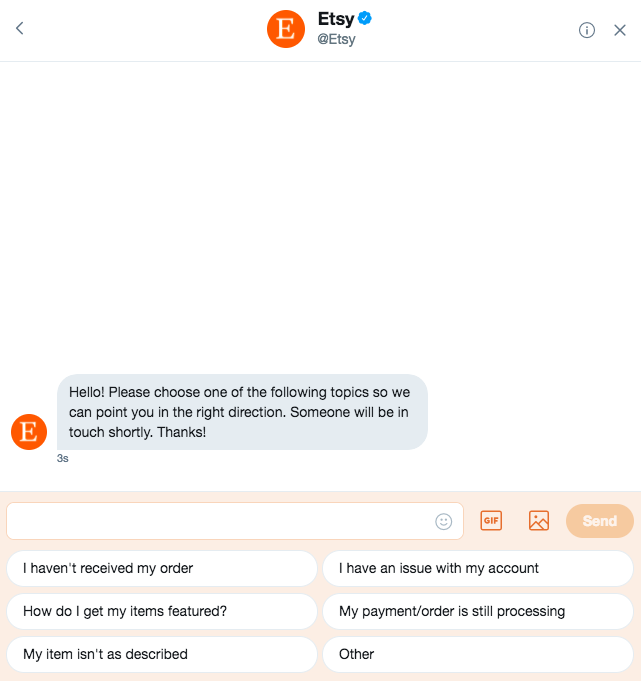 E
Etsy
@Etsy
Hello! Please choose one of the following topics so we
can point you in the right direction. Someone will be in
touch shortly. Thanks!
E
3s
GIF
Send
I haven't received my order
I have an issue with my account
How do I get my items featured?
My payment/order is still processing
My item isn't as described
Other